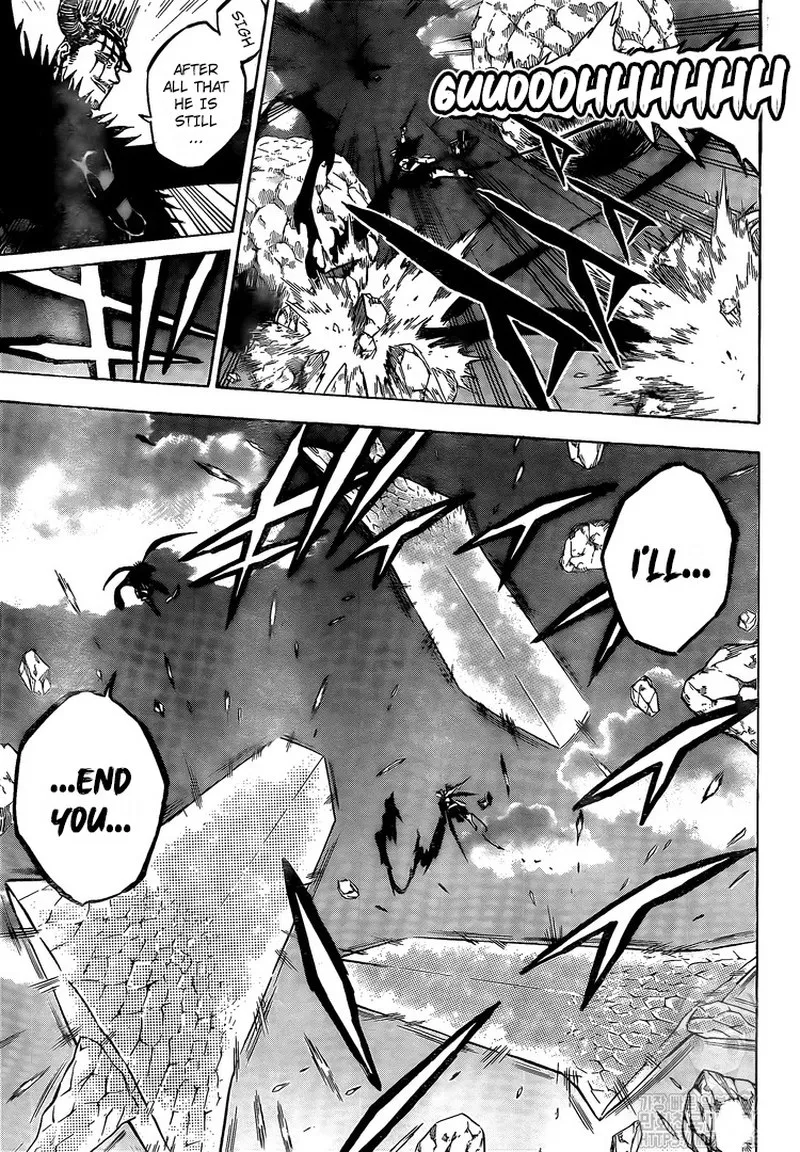 GUUOOOHHHHHHH
SIGH
AFTER
ALL THAT
HE IS
STILL
...
I'LL...
...END
YOU...